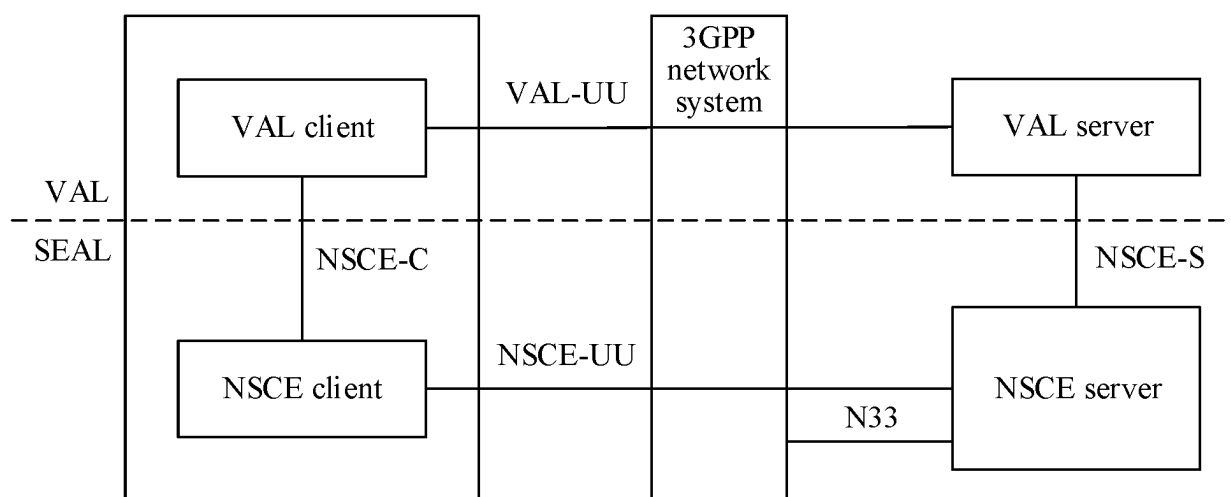 3GPP
network
system
VAL-UU
VAL client
VAL server
VAL
SEAL
NSCE-C
NSCE-S
NSCE-UU
NSCE client
NSCE server
N33